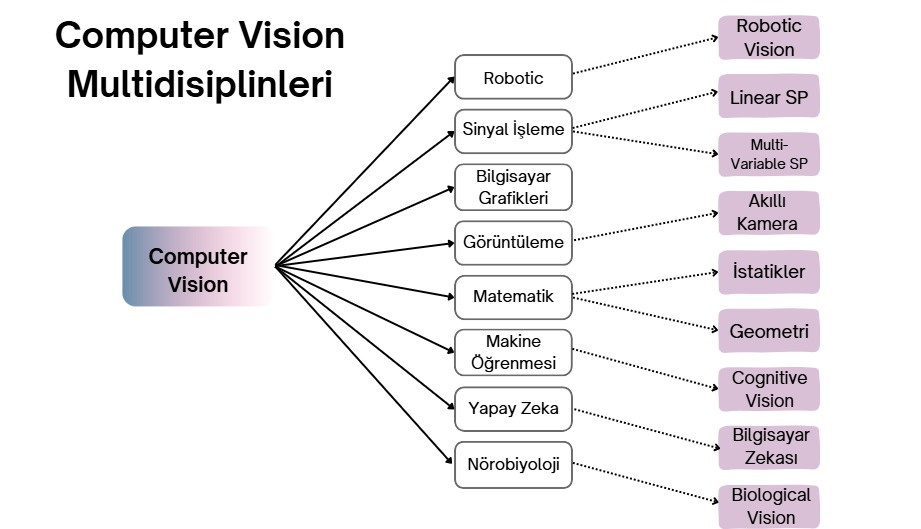 Computer Vision
Multidisiplinleri
Computer
Vision
Robotic
Sinyal İşleme
Bilgisayar
Grafikleri
Görüntüleme
Matematik
Makine
Öğrenmesi
Yapay Zeka
Nörobiyoloji
Robotic
Vision
Linear SP
Multi-
Variable SP
Akıllı
Kamera
İstatikler
Geometri
Cognitive
Vision
Bilgisayar
Zekası
Biological
Vision